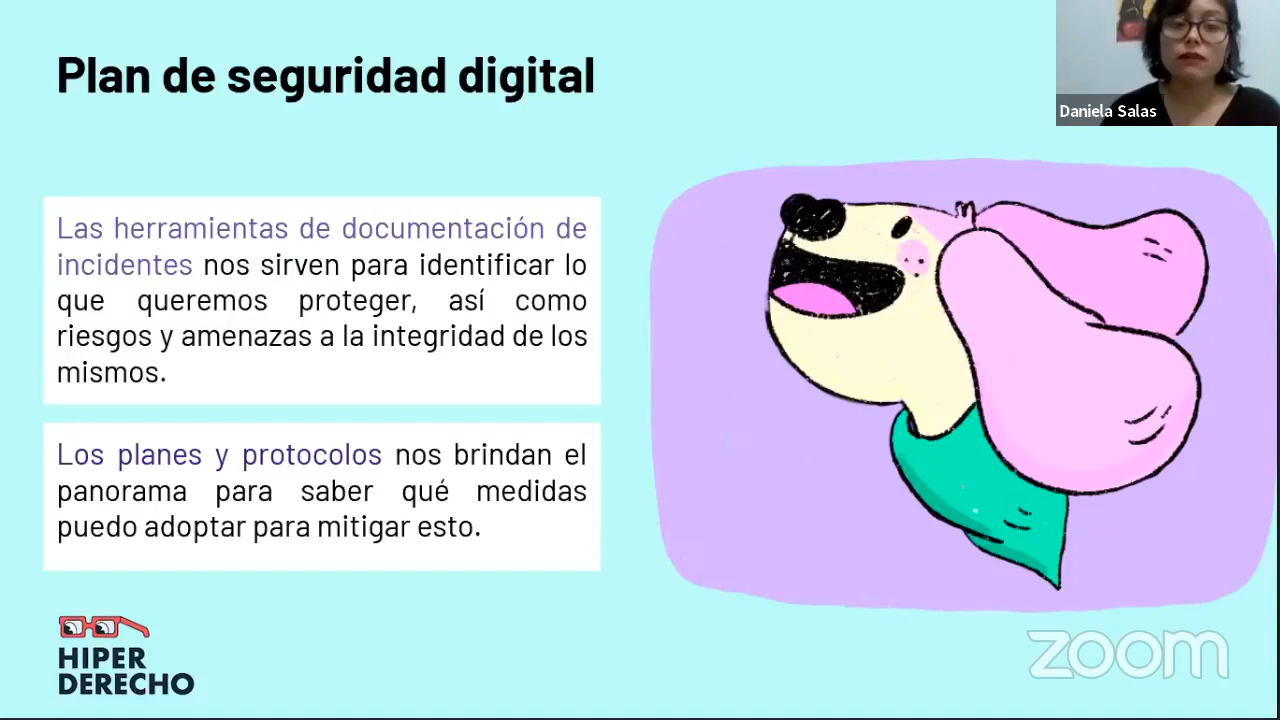 Plan de seguridad digital
Daniela Salas
Las herramientas de documentación de
incidentes nos sirven para identificar lo
que queremos proteger, así como
riesgos y amenazas a la integridad de los
mismos.
Los planes y protocolos nos brindan el
panorama para saber qué medidas
puedo adoptar para mitigar esto.
HIPER
DERECHO
zoom